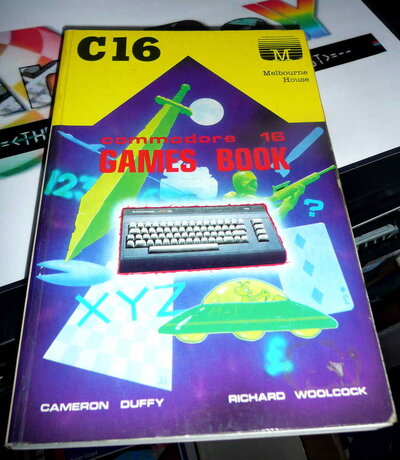 C16
M
Melbourne
House
commodore 16
GAMES BOOK
123
?
XYZ
&
CAMERON DUFFY
RICHARD WOOLCOCK